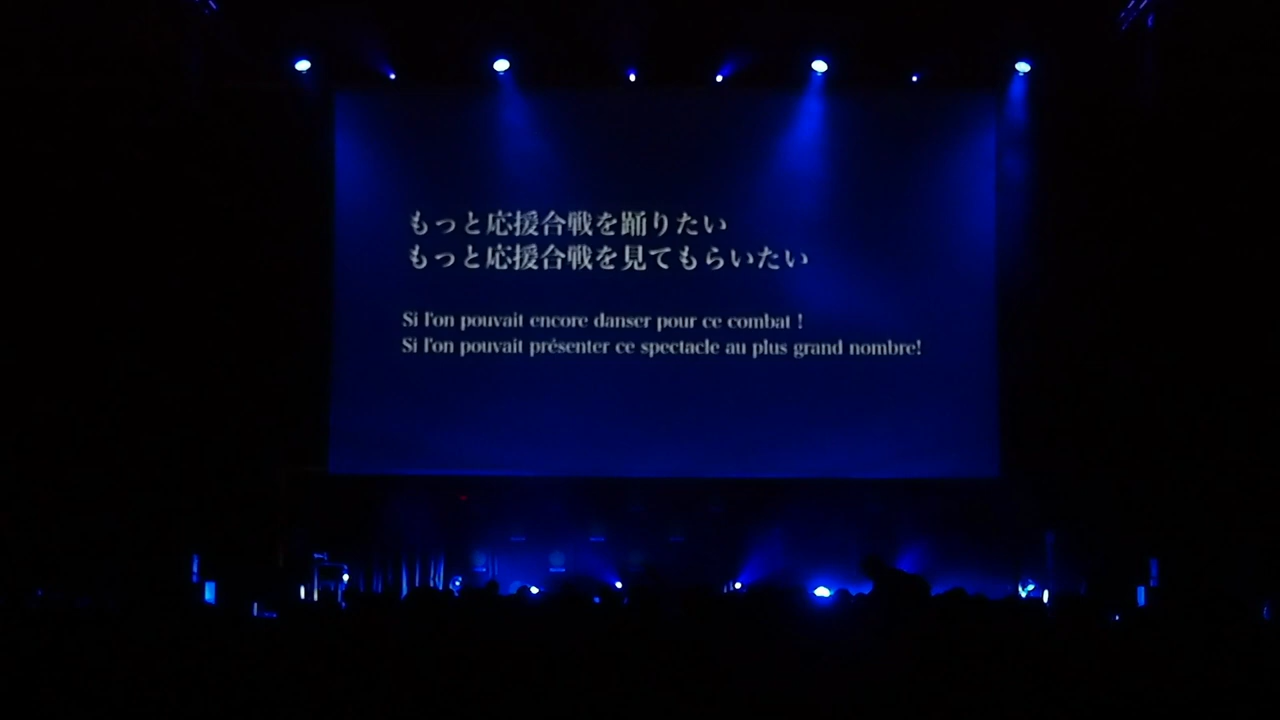 もっと応援合戦を踊りたい
もっと応援合戦を見てもらいたい
Si l'on pouvait encore danser pour ce combat !
Si l'on pouvait présenter ce spectacle au plus grand nombre!